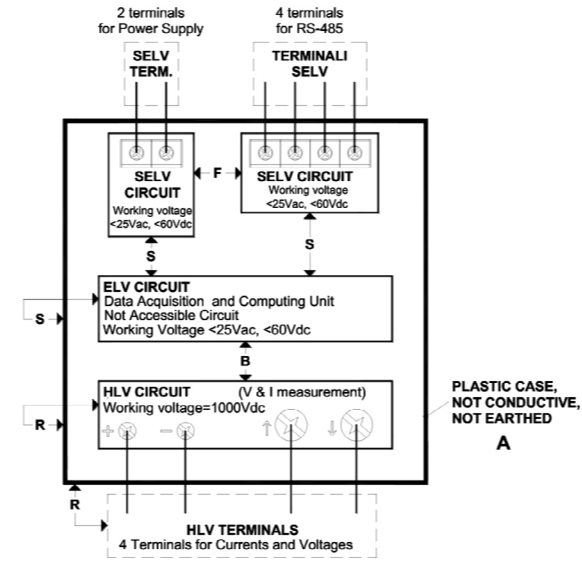 2 terminals
for Power Supply
4 terminals
for RS-485
SELV
TERM.
TERMINALI
SELV
SELV
CIRCUIT
Working voltage
<25Vac, <60Vdc
F
SELV CIRCUIT
Working voltage
<25Vac, <60Vdc
S
S
ELV CIRCUIT
Data Acquisition and Computing Unit
Not Accessible Circuit
Working Voltage <25Vac, <60Vdc
S
B
HLV CIRCUIT (V & I measurement)
Working voltage=1000Vdc
+ −
R
PLASTIC CASE,
NOT CONDUCTIVE,
NOT EARTHED
A
R
HLV TERMINALS
4 Terminals for Currents and Voltages